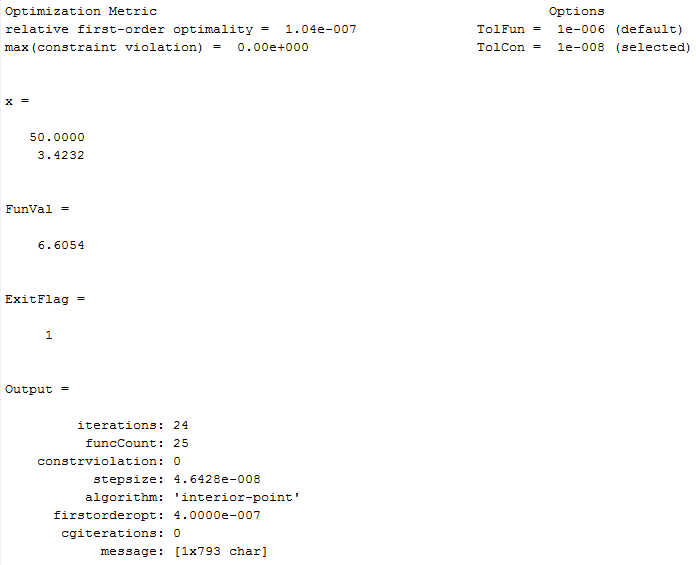 Optimization Metric Options
relative first-order optimality = 1.04e-007 TolFun = 1e-006 (default)
max(constraint violation) = 0.00e+000 TolCon = 1e-008 (selected)
x =
50.0000
3.4232
FunVal =
6.6054
ExitFlag =
1
Output =
iterations: 24
funcCount: 25
constrviolation: 0
stepsize: 4.6428e-008
algorithm: 'interior-point'
firstorderopt: 4.0000e-007
cgiterations: 0
message: [1x793 char]